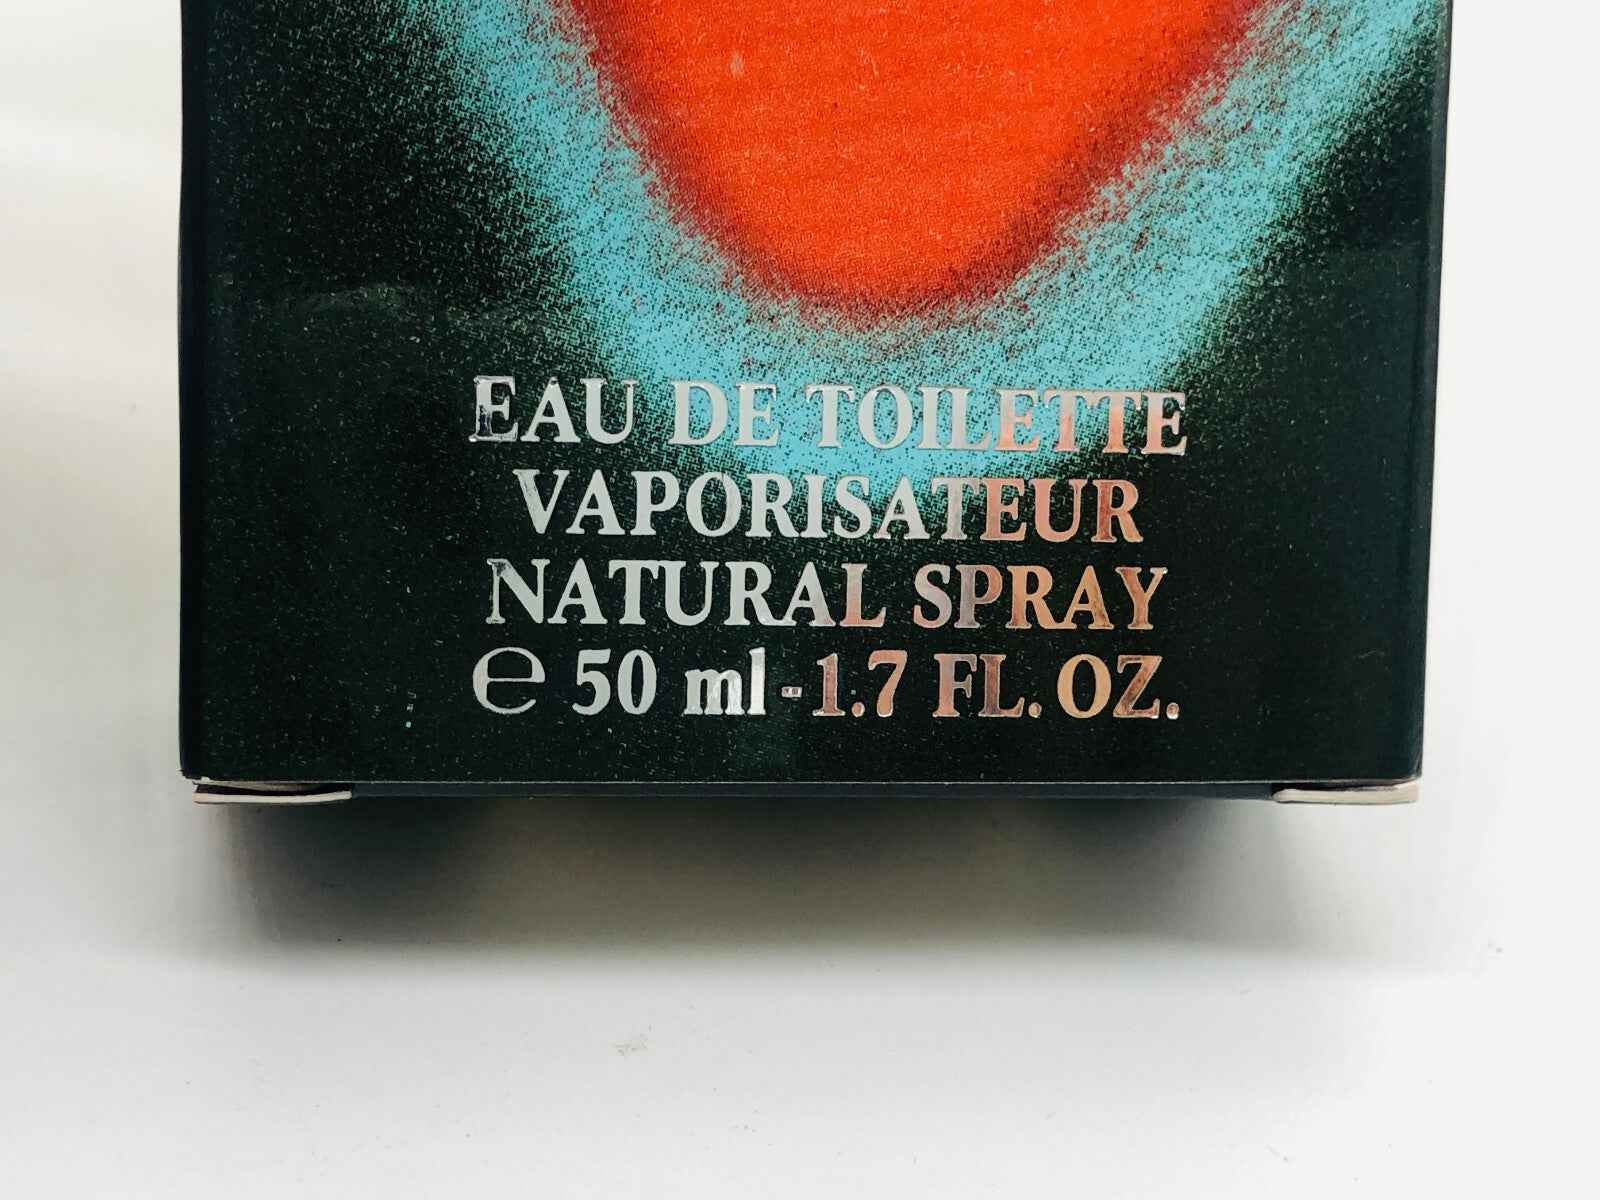 EAU DE TOILETTE
VAPORISATEUR
NATURAL SPRAY
℮ 50 ml - 1.7 FL. OZ.